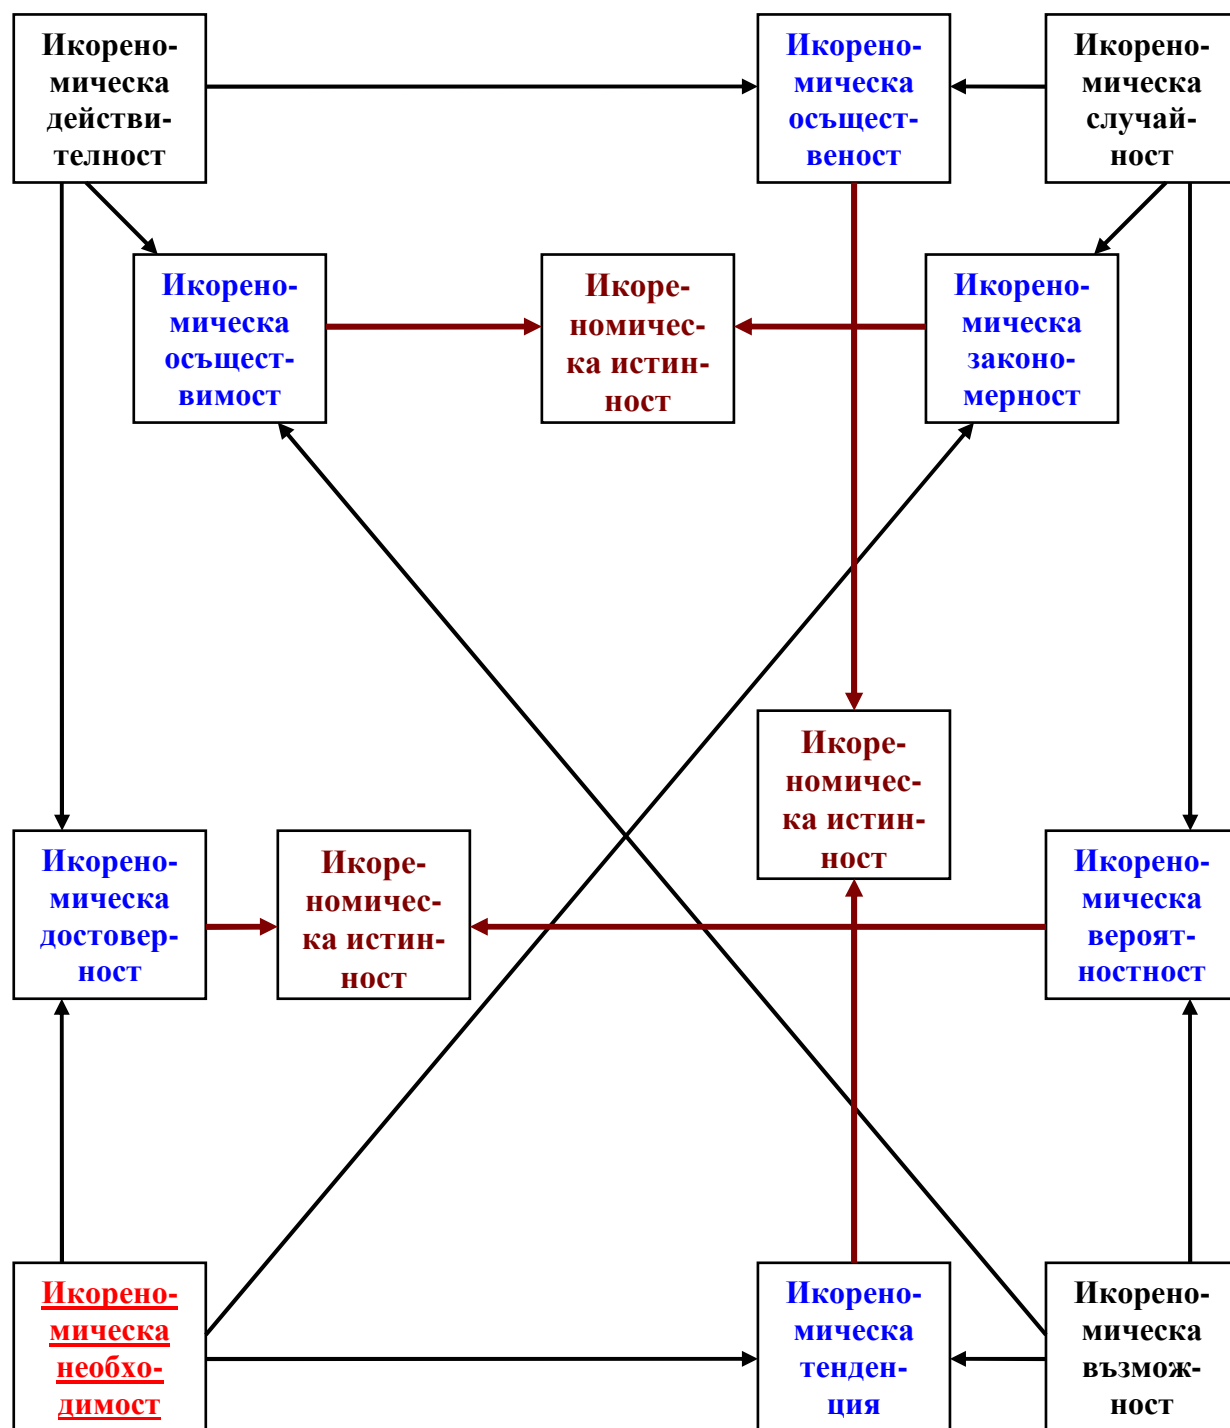 Икорено-
мическа
действи-
телност
Икорено-
мическа
осъщест-
веност
Икорено-
мическа
случай-
ност
Икорено-
мическа
осъщест-
вимост
Икоре-
номичес-
ка истин-
ност
Икорено-
мическа
законо-
мерност
Икоре-
номичес-
ка истин-
ност
Икорено-
мическа
достовер-
ност
Икоре-
номичес-
ка истин-
ност
Икорено-
мическа
вероят-
ностност
Икорено-
мическа
необхо-
димост
Икорено-
мическа
тенден-
ция
Икорено-
мическа
възмож-
ност